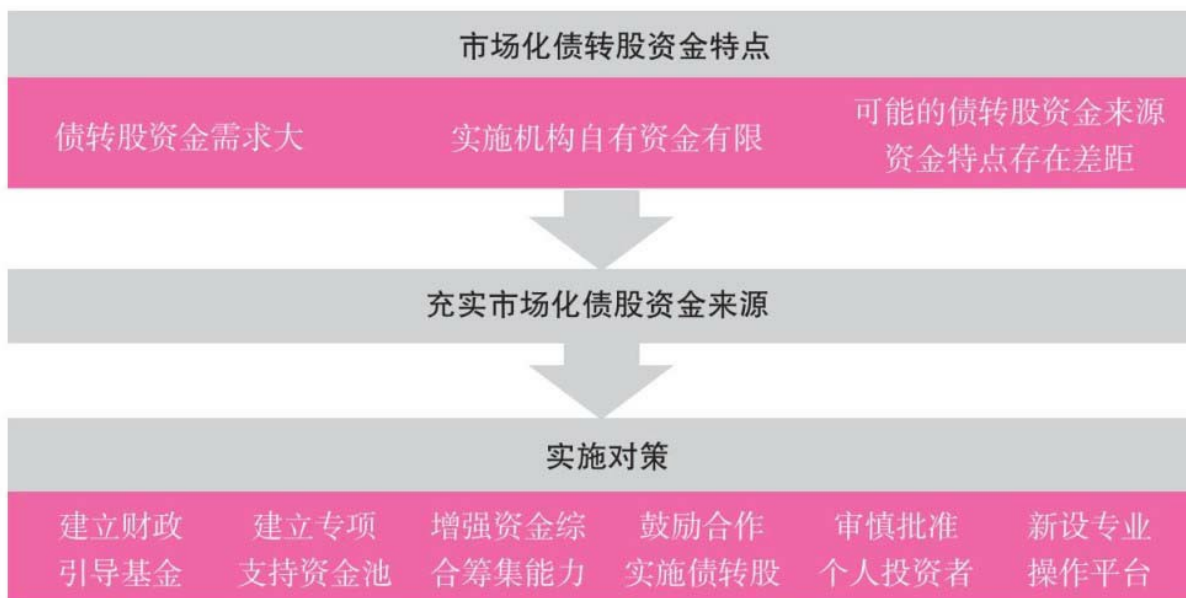 市场化债转股资金特点
债转股资金需求大
实施机构自有资金有限
可能的债转股资金来源
资金特点存在差距
充实市场化债股资金来源
实施对策
建立财政
引导基金
建立专项
支持资金池
增强资金综
合筹集能力
鼓励合作
实施债转股
审慎批准
个人投资者
新设专业
操作平台